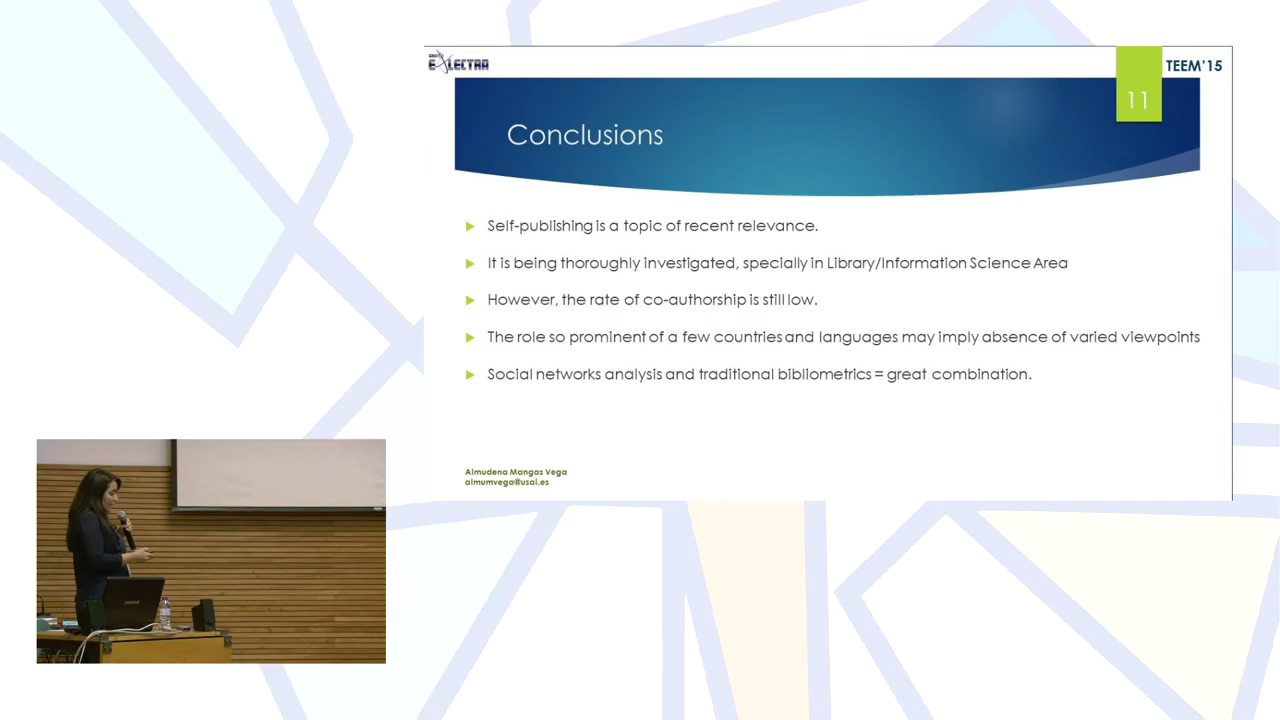 E-LECTRA
TEEM’15
11
Conclusions
Self-publishing is a topic of recent relevance.
It is being thoroughly investigated, specially in Library/Information Science Area
However, the rate of co-authorship is still low.
The role so prominent of a few countries and languages may imply absence of varied viewpoints
Social networks analysis and traditional bibliometrics = great combination.
Almudena Mangas Vega
almumvega@usal.es